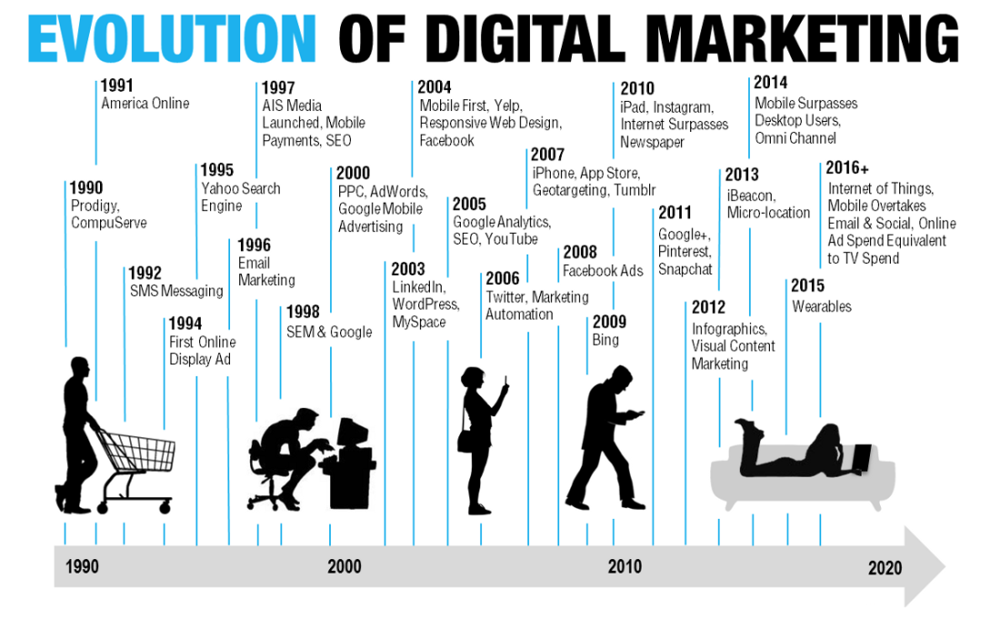 EVOLUTION OF DIGITAL MARKETING
1991
America Online
1997
AIS Media
Launched, Mobile
Payments, SEO
2004
Mobile First, Yelp,
Responsive Web Design,
Facebook
2010
iPad, Instagram,
Internet Surpasses
Newspaper
2014
Mobile Surpasses
Desktop Users,
Omni Channel
1990
Prodigy,
CompuServe
1995
Yahoo Search
Engine
2000
PPC, AdWords,
Google Mobile
Advertising
2007
iPhone, App Store,
Geotargeting, Tumblr
2013
iBeacon,
Micro-location
2016+
Internet of Things,
Mobile Overtakes
Email & Social, Online
Ad Spend Equivalent
to TV Spend
2005
Google Analytics,
SEO, YouTube
2011
Google+,
Pinterest,
Snapchat
1996
Email
Marketing
2008
Facebook Ads
1992
SMS Messaging
2003
LinkedIn,
WordPress,
MySpace
2006
Twitter, Marketing
Automation
2015
Wearables
1998
SEM & Google
2012
Infographics,
Visual Content
Marketing
1994
First Online
Display Ad
2009
Bing
1990
2000
2010
2020